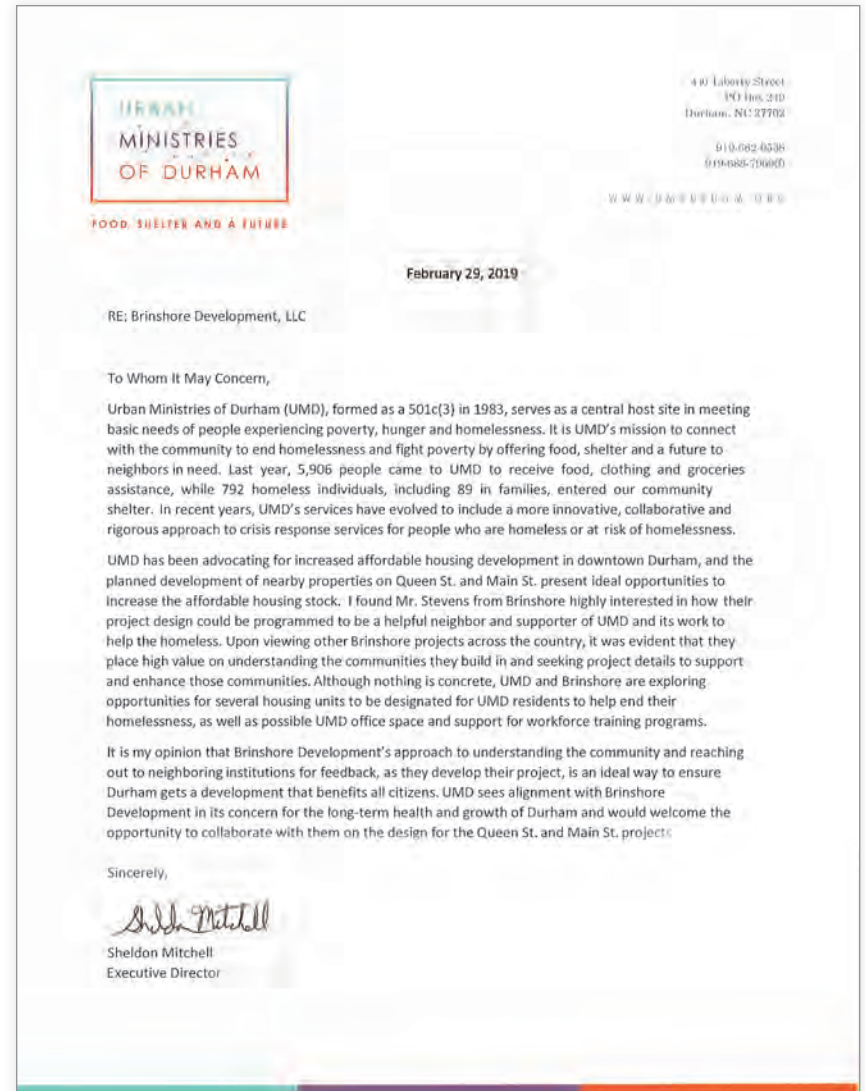 URBAN
MINISTRIES
OF DURHAM
FOOD, SHELTER AND A FUTURE
Liberty Street
PO Box
Durham, NC 27702
February 29, 2019
RE; Brinshore Development, LLC
To Whom It May Concern,
Urban Ministries of Durham (UMD), formed as a 501c(3) in 1983, serves as a central host site in meeting
basic needs of people experiencing poverty, hunger and homelessness. It is UMD's mission to connect
with the community to end homelessness and fight poverty by offering food, shelter and a future to
neighbors in need. Last year, 5,906 people came to UMD to receive food, clothing and groceries
assistance, while 792 homeless individuals, including 89 in families, entered our community
shelter. In recent years, UMD's services have evolved to include a more innovative, collaborative and
rigorous approach to crisis response services for people who are homeless or at risk of homelessness.
UMD has been advocating for increased affordable housing development in downtown Durham, and the
planned development of nearby properties on Queen St. and Main St. present ideal opportunities to
increase the affordable housing stock. I found Mr. Stevens from Brinshore highly interested in how their
project design could be programmed to be a helpful neighbor and supporter of UMD and its work to
help the homeless. Upon viewing other Brinshore projects across the country, it was evident that they
place high value on understanding the communities they build in and seeking project details to support
and enhance those communities. Although nothing is concrete, UMD and Brinshore are exploring
opportunities for several housing units to be designated for UMD residents to help end their
homelessness, as well as possible UMD office space and support for workforce training programs.
It is my opinion that Brinshore Development's approach to understanding the community and reaching
out to neighboring institutions for feedback, as they develop their project, is an ideal way to ensure
Durham gets a development that benefits all citizens. UMD sees alignment with Brinshore
Development in its concern for the long-term health and growth of Durham and would welcome the
opportunity to collaborate with them on the design for the Queen St. and Main St. projects
Sincerely,
Sheldon Mitchell
Sheldon Mitchell
Executive Director